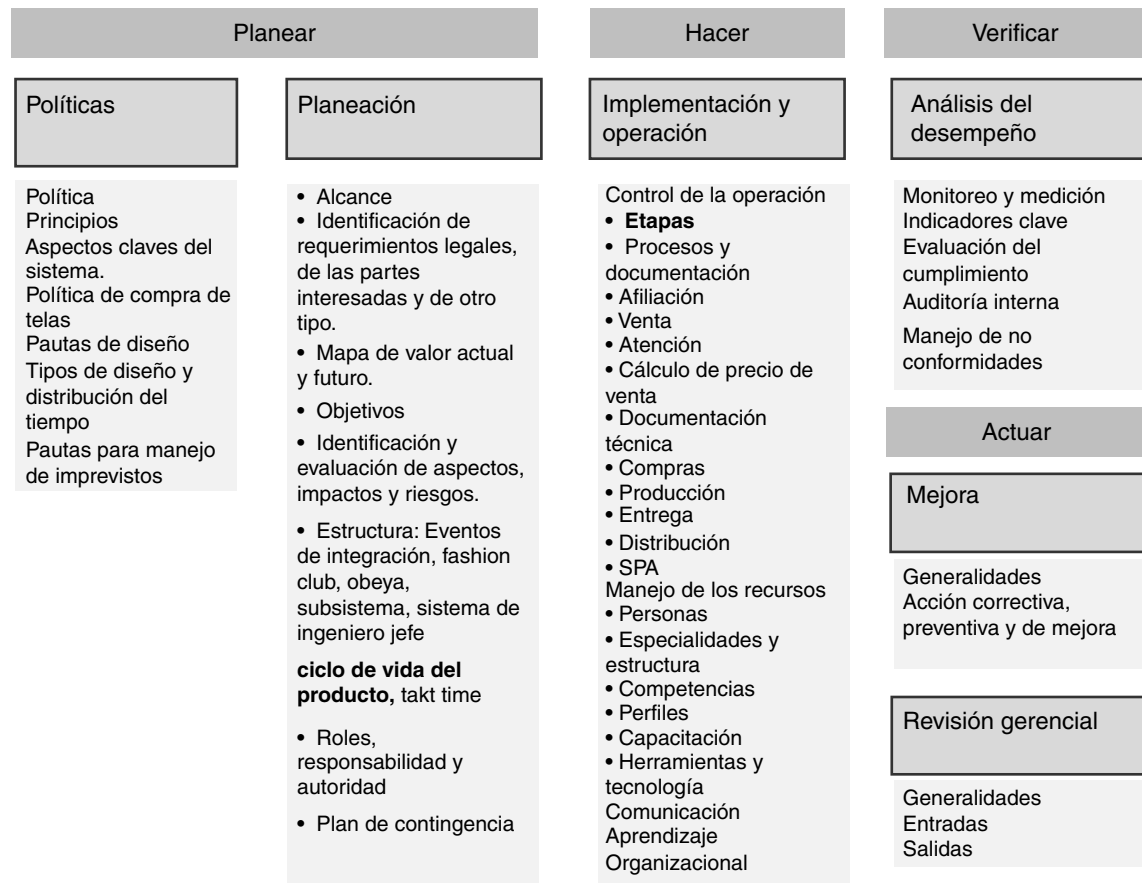 Planear
Políticas
Política
Principios
Aspectos claves del
sistema.
Política de compra de
telas
Pautas de diseño
Tipos de diseño y
distribución del
tiempo
Pautas para manejo
de imprevistos
Planeación
• Alcance
• Identificación de
requerimientos legales,
de las partes
interesadas y de otro
tipo.
• Mapa de valor actual
y futuro.
• Objetivos
• Identificación y
evaluación de aspectos,
impactos y riesgos.
• Estructura: Eventos
de integración, fashion
club, obeya,
subsistema, sistema de
ingeniero jefe
ciclo de vida del
producto, takt time
• Roles,
responsabilidad y
autoridad
• Plan de contingencia
Hacer
Implementación y
operación
Control de la operación
• Etapas
• Procesos y
documentación
• Afiliación
• Venta
• Atención
• Cálculo de precio de
venta
• Documentación
técnica
• Compras
• Producción
• Entrega
• Distribución
• SPA
Manejo de los recursos
• Personas
• Especialidades y
estructura
• Competencias
• Perfiles
• Capacitación
• Herramientas y
tecnología
Comunicación
Aprendizaje
Organizacional
Verificar
Análisis del
desempeño
Monitoreo y medición
Indicadores clave
Evaluación del
cumplimiento
Auditoría interna
Manejo de no
conformidades
Actuar
Mejora
Generalidades
Acción correctiva,
preventiva y de mejora
Revisión gerencial
Generalidades
Entradas
Salidas